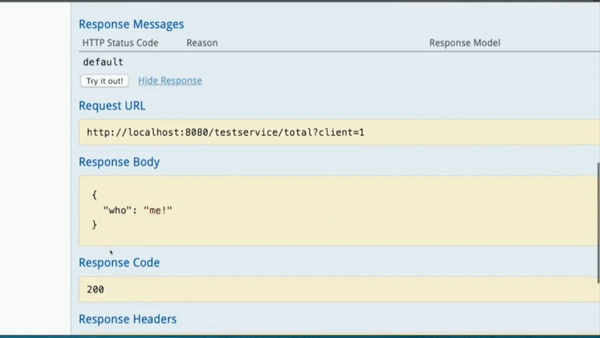 Response Messages
HTTP Status Code Reason Response Model
default
Try it out! Hide Response
Request URL
http://localhost:8080/testservice/total?client=1
Response Body
{
"who": "me!"
}
Response Code
200
Response Headers